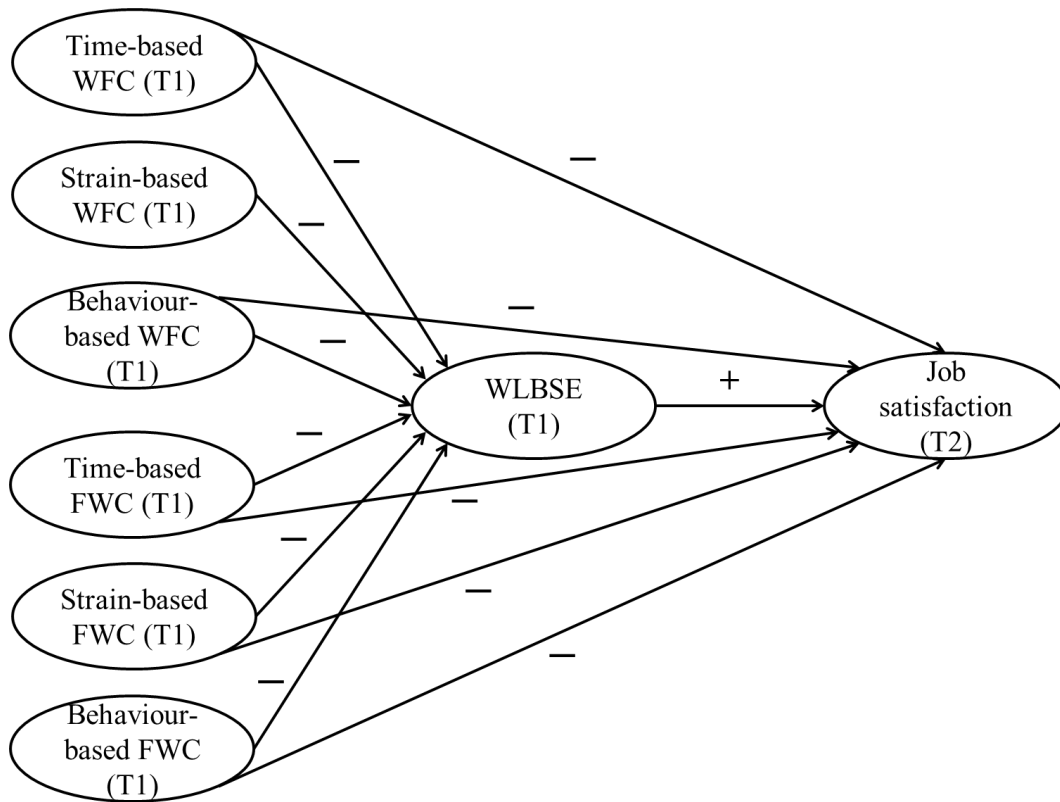 Time-based
WFC (T1)
−
−
Strain-based
WFC (T1)
−
Behaviour-
based WFC
(T1)
−
−
WLBSE
(T1)
+
Job
satisfaction
(T2)
−
Time-based
FWC (T1)
−
−
Strain-based
FWC (T1)
−
−
−
Behaviour-
based FWC
(T1)